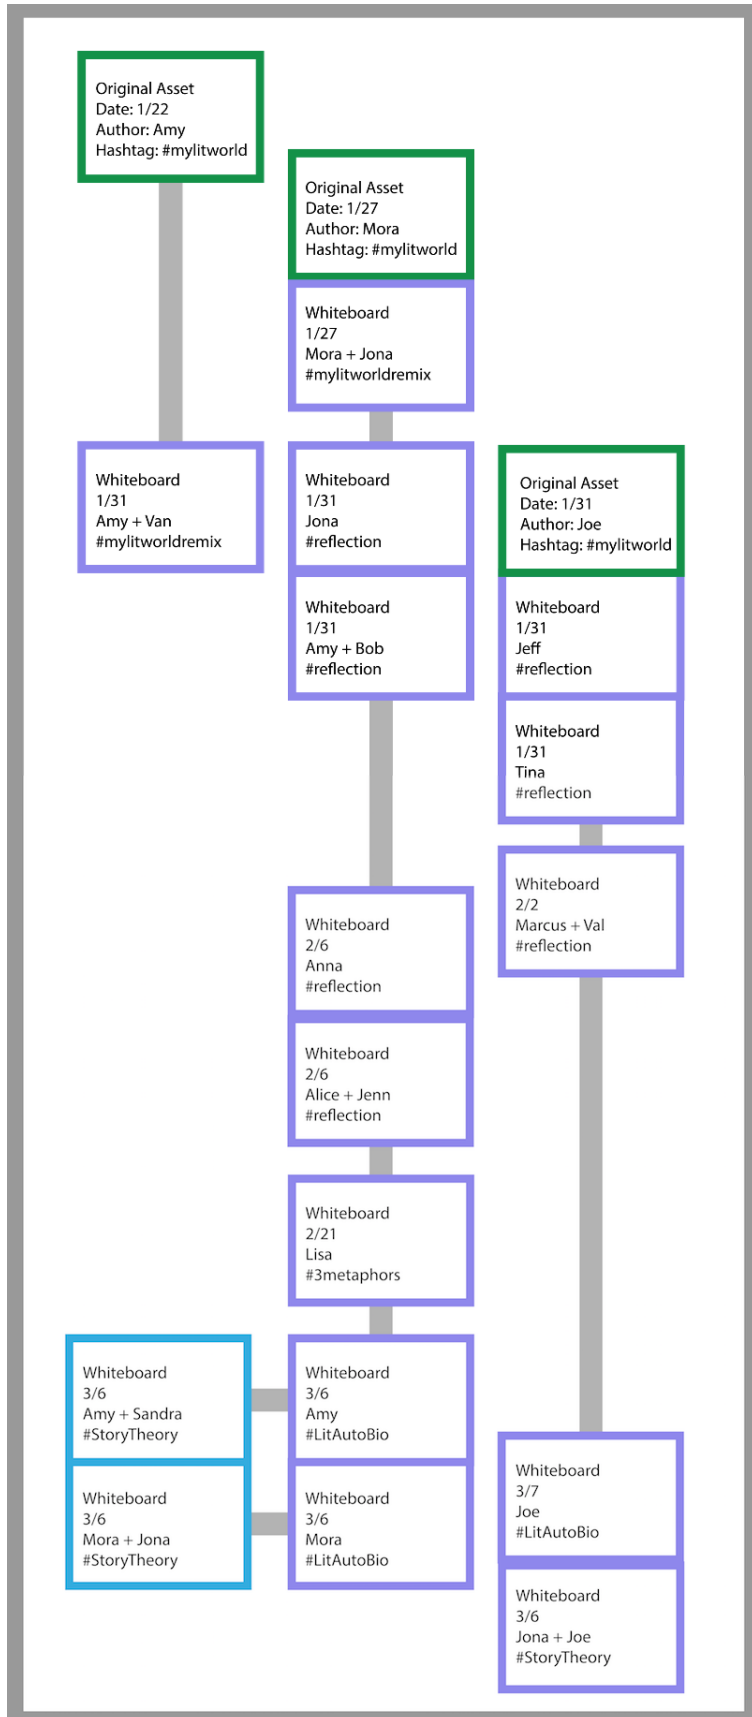 Original Asset
Date: 1/22
Author: Amy
Hashtag: #mylitworld
Whiteboard
1/31
Amy + Van
#mylitworldremix
Original Asset
Date: 1/27
Author: Mora
Hashtag: #mylitworld
Whiteboard
1/27
Mora + Jona
#mylitworldremix
Whiteboard
1/31
Jona
#reflection
Whiteboard
1/31
Amy + Bob
#reflection
Whiteboard
2/6
Anna
#reflection
Whiteboard
2/6
Alice + Jenn
#reflection
Whiteboard
2/21
Lisa
#3metaphors
Whiteboard
3/6
Amy + Sandra
#StoryTheory
Whiteboard
3/6
Amy
#LitAutoBio
Whiteboard
3/6
Mora + Jona
#StoryTheory
Whiteboard
3/6
Mora
#LitAutoBio
Original Asset
Date: 1/31
Author: Joe
Hashtag: #mylitworld
Whiteboard
1/31
Jeff
#reflection
Whiteboard
1/31
Tina
#reflection
Whiteboard
2/2
Marcus + Val
#reflection
Whiteboard
3/7
Joe
#LitAutoBio
Whiteboard
3/6
Jona + Joe
#StoryTheory